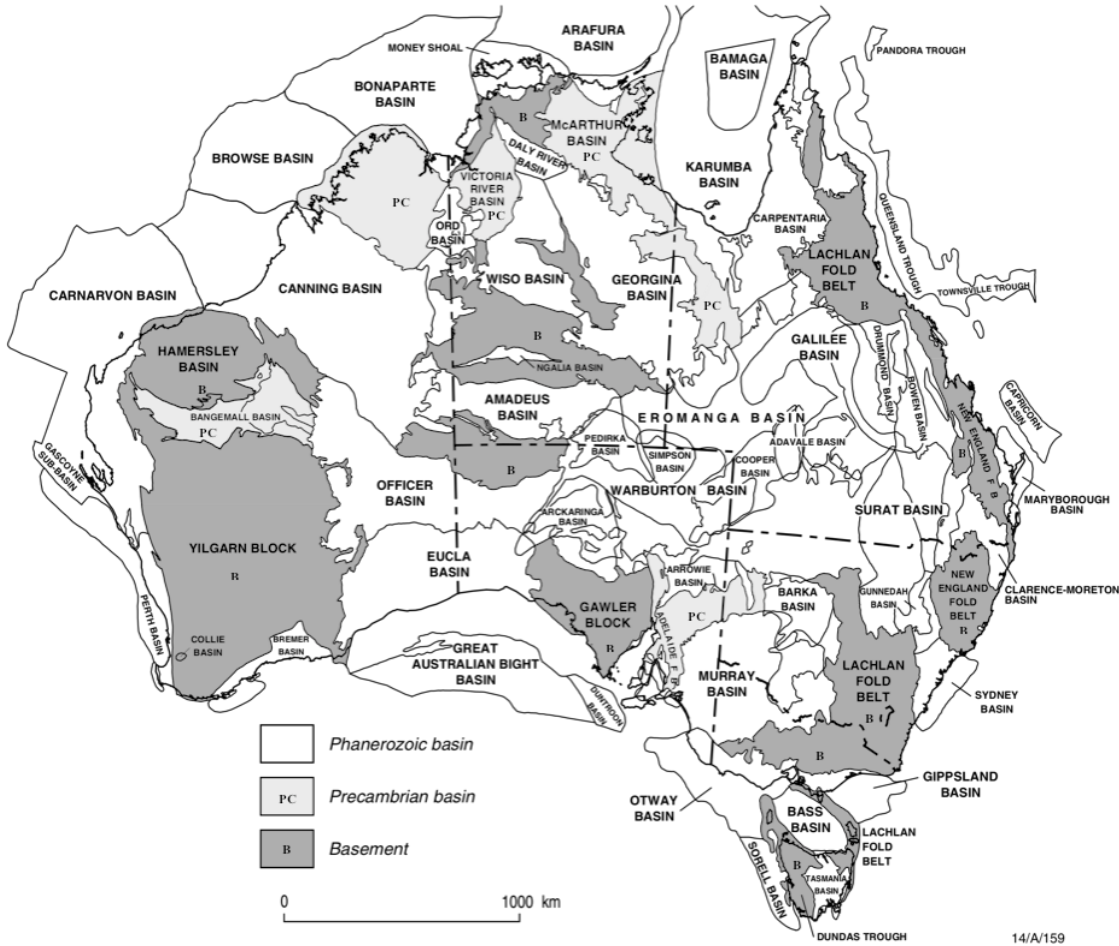 ARAFURA
BASIN
MONEY SHOAL
PANDORA TROUGH
BAMAGA
BASIN
BONAPARTE
BASIN
B
McARTHUR
BASIN
PC
DALY RIVER
BASIN
BROWSE BASIN
KARUMBA
BASIN
VICTORIA
RIVER
BASIN
PC
PC
ORD
BASIN
CARPENTARIA
BASIN
QUEENSLAND TROUGH
LACHLAN
FOLD
BELT
B
TOWNSVILLE TROUGH
CARNARVON BASIN
CANNING BASIN
WISO BASIN
GEORGINA
BASIN
PC
B
HAMERSLEY
BASIN
B
GALILEE
BASIN
DRUMMOND BASIN
BOWEN BASIN
NGALIA BASIN
BANGEMALL BASIN
PC
AMADEUS
BASIN
EROMANGA BASIN
CAPRICORN
BASIN
NEW ENGLAND F B
B
GASCOYNE
SUB-BASIN
PEDIRKA
BASIN
SIMPSON
BASIN
ADAVALE BASIN
COOPER
BASIN
B
OFFICER
BASIN
WARBURTON BASIN
MARYBOROUGH
BASIN
ARCKARINGA
BASIN
SURAT BASIN
YILGARN BLOCK
B
EUCLA
BASIN
ARROWIE
BASIN
NEW
ENGLAND
FOLD
BELT
B
CLARENCE-MORETON
BASIN
PERTH BASIN
GAWLER
BLOCK
B
PC
ADELAIDE F B
BARKA
BASIN
GUNNEDAH
BASIN
COLLIE
BASIN
BREMER
BASIN
GREAT
AUSTRALIAN BIGHT
BASIN
DUNTROON
BASIN
MURRAY
BASIN
LACHLAN
FOLD
BELT
B
SYDNEY
BASIN
B
Phanerozoic basin
PC
Precambrian basin
B
Basement
OTWAY
BASIN
GIPPSLAND
BASIN
BASS
BASIN
LACHLAN
FOLD
BELT
SORELL BASIN
B
TASMANIA
BASIN
DUNDAS TROUGH
0
1000 km
14/A/159